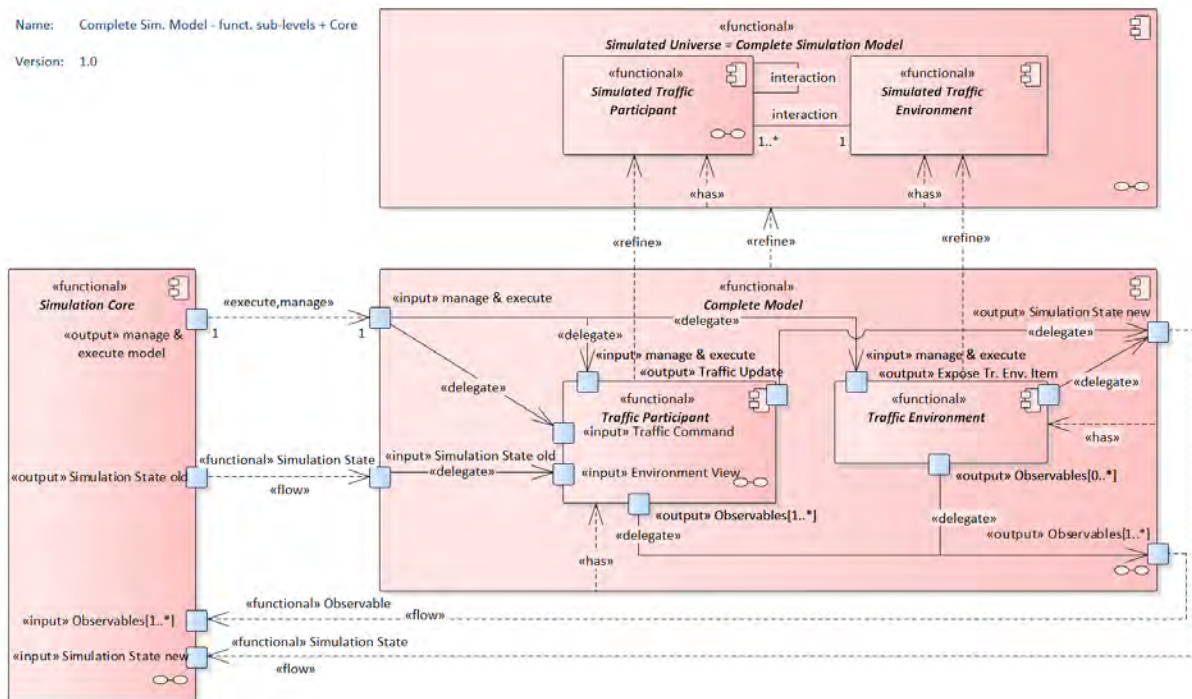 Name: Complete Sim. Model - funct. sub-levels + Core
Version: 1.0
«functional»
Simulated Universe = Complete Simulation Model
«functional»
Simulated Traffic
Participant
interaction
interaction
1..*
1
«functional»
Simulated Traffic
Environment
«has»
«has»
«refine»
«refine»
«refine»
«functional»
Simulation Core
«output» manage &
execute model
1
«execute,manage»
1
«output» Simulation State old
«functional» Simulation State
«flow»
«input» Observables[1..*]
«functional» Observable
«flow»
«input» Simulation State new
«functional» Simulation State
«flow»
«functional»
Complete Model
«input» manage & execute
«delegate»
«delegate»
«delegate»
«input» manage & execute
«output» Traffic Update
«input» manage & execute
«output» Expose Tr. Env. Item
«output» Simulation State new
«delegate»
«delegate»
«functional»
Traffic Participant
«input» Traffic Command
«input» Simulation State old
«delegate»
«input» Environment View
«output» Observables[1..*]
«delegate»
«has»
«functional»
Traffic Environment
«has»
«output» Observables[0..*]
«delegate»
«output» Observables[1..*]